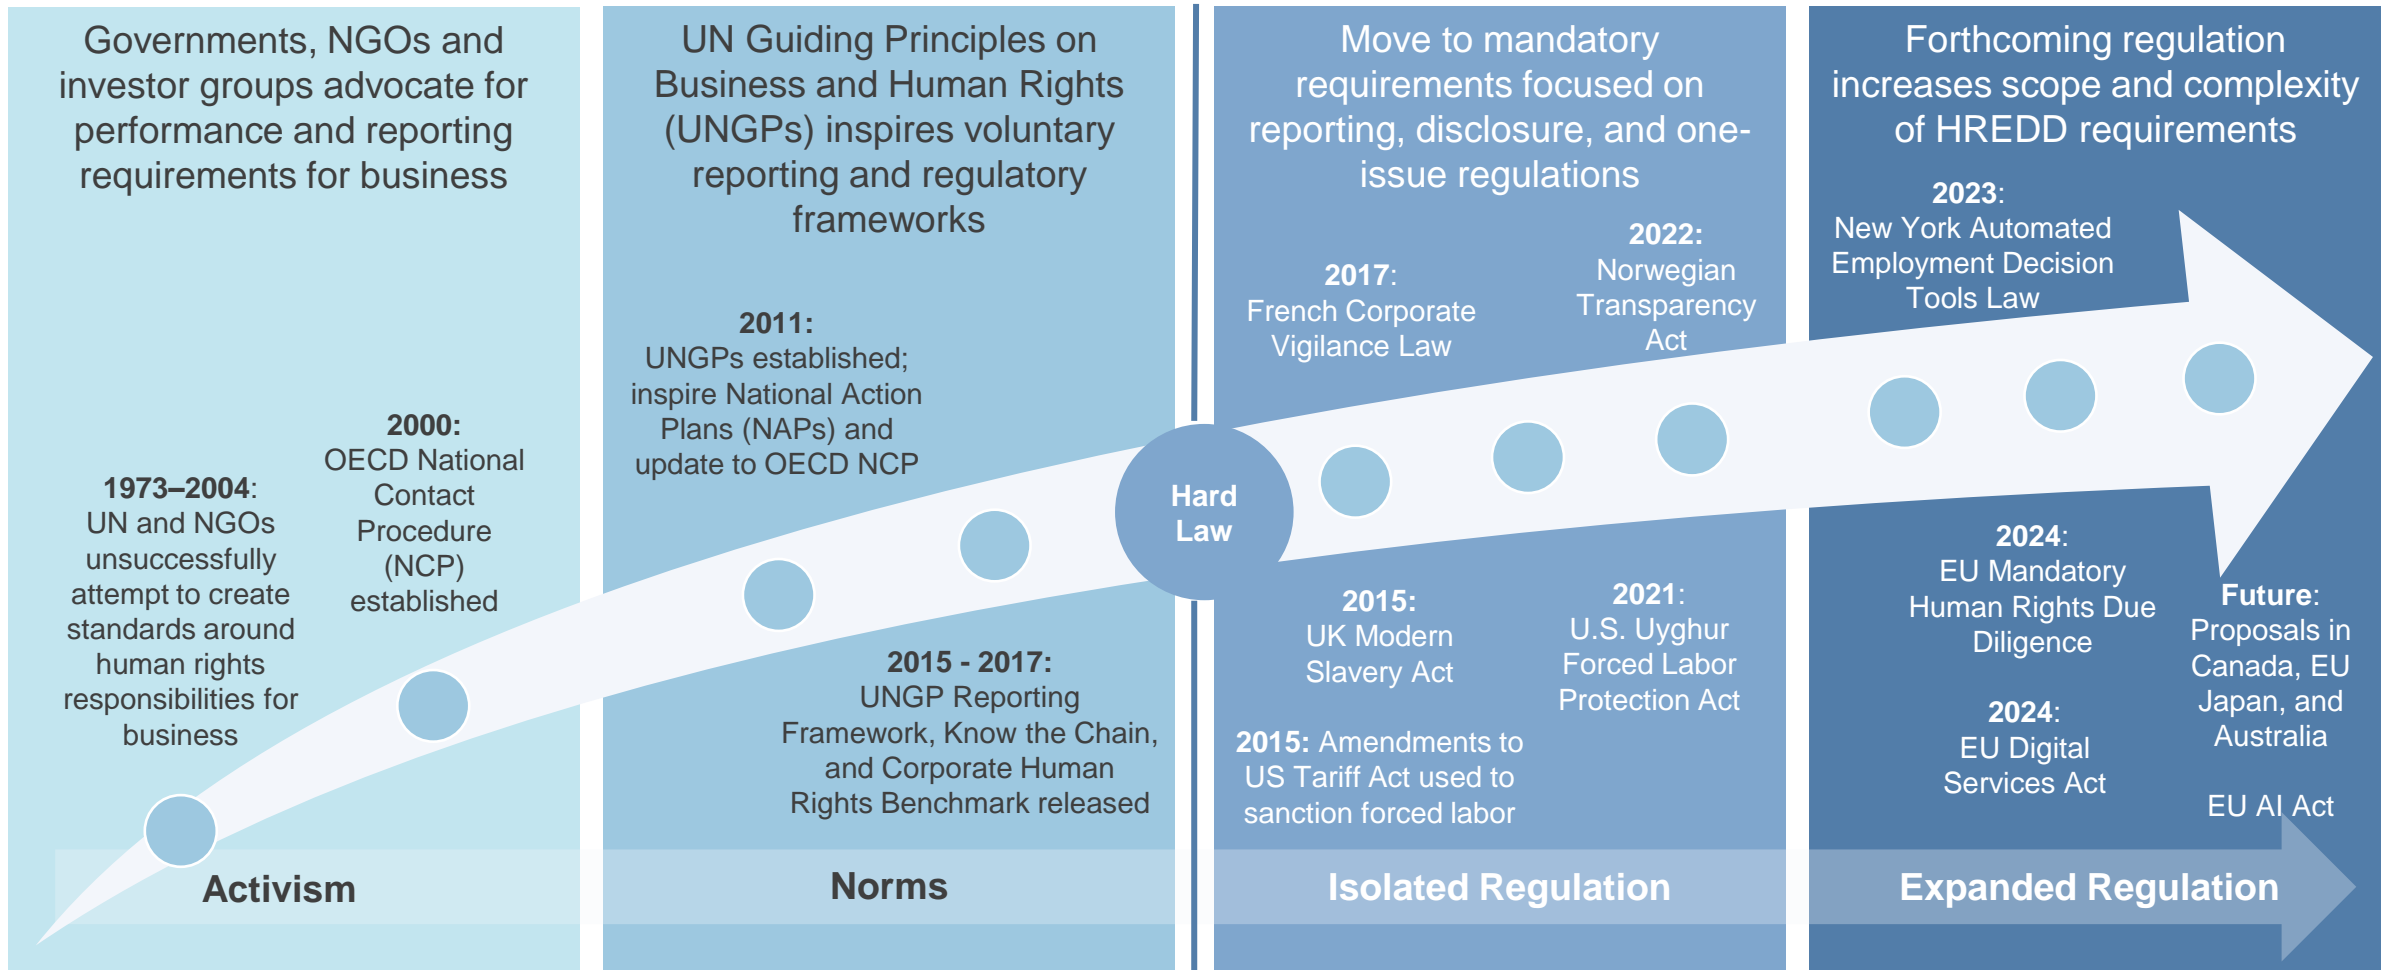 Governments, NGOs and
investor groups advocate for
performance and reporting
requirements for business
1973–2004:
UN and NGOs
unsuccessfully
attempt to create
standards around
human rights
responsibilities for
business
2000:
OECD National
Contact
Procedure
(NCP)
established
Activism
UN Guiding Principles on
Business and Human Rights
(UNGPs) inspires voluntary
reporting and regulatory
frameworks
2011:
UNGPs established;
inspire National Action
Plans (NAPs) and
update to OECD NCP
2015 - 2017:
UNGP Reporting
Framework, Know the Chain,
and Corporate Human
Rights Benchmark released
Norms
Hard
Law
Move to mandatory
requirements focused on
reporting, disclosure, and one-
issue regulations
2017:
French Corporate
Vigilance Law
2022:
Norwegian
Transparency
Act
2015:
UK Modern
Slavery Act
2015: Amendments to
US Tariff Act used to
sanction forced labor
2021:
U.S. Uyghur
Forced Labor
Protection Act
Isolated Regulation
Forthcoming regulation
increases scope and complexity
of HREDD requirements
2023:
New York Automated
Employment Decision
Tools Law
2024:
EU Mandatory
Human Rights Due
Diligence
2024:
EU Digital
Services Act
Future:
Proposals in
Canada, EU
Japan, and
Australia
EU AI Act
Expanded Regulation